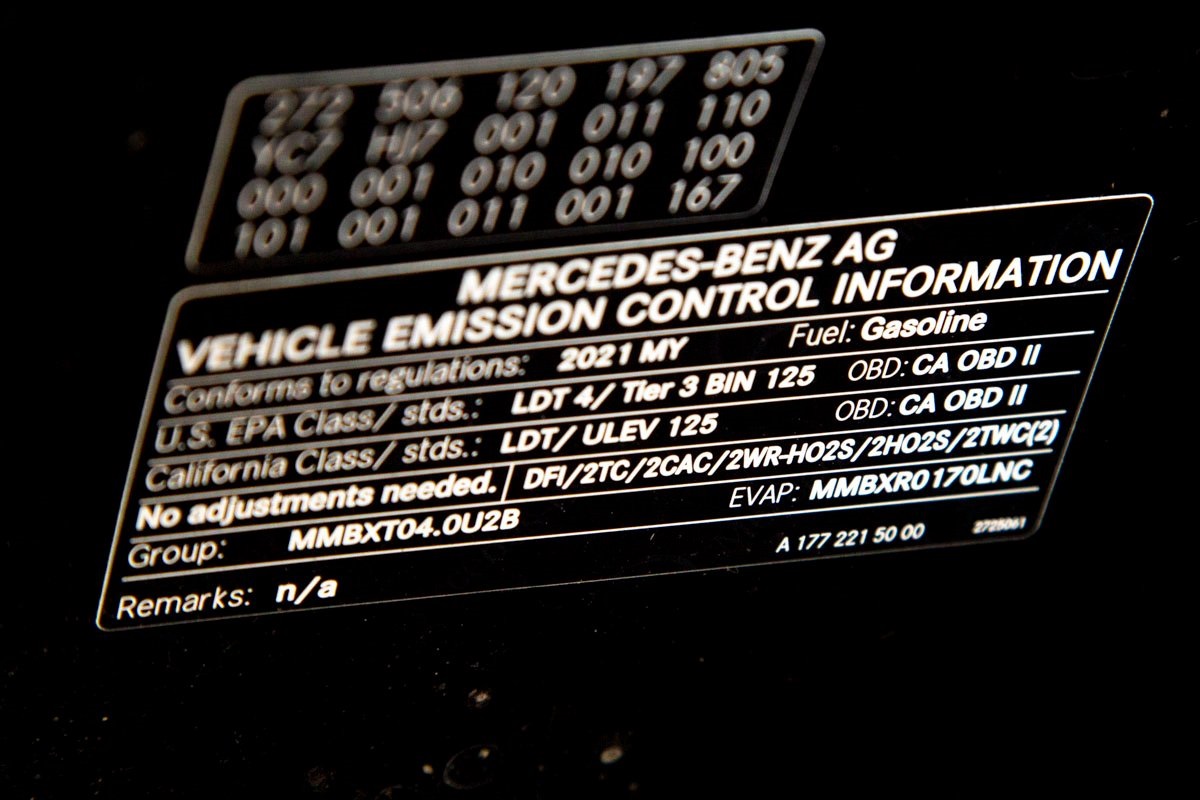 272 506 120 197 805
YC7 HJ7 001 011 110
000 001 010 010 100
101 001 011 001 167
MERCEDES-BENZ AG
VEHICLE EMISSION CONTROL INFORMATION
Conforms to regulations: 2021 MY Fuel: Gasoline
U.S. EPA Class/ stds.: LDT 4/ Tier 3 BIN 125 OBD: CA OBD II
California Class/ stds.: LDT/ ULEV 125 OBD: CA OBD II
No adjustments needed. DFI/2TC/2CAC/2WR-HO2S/2HO2S/2TWC(2)
Group: MMBXT04.0U2B EVAP: MMBXR0170LNC
Remarks: n/a A 177 221 50 00 2725061